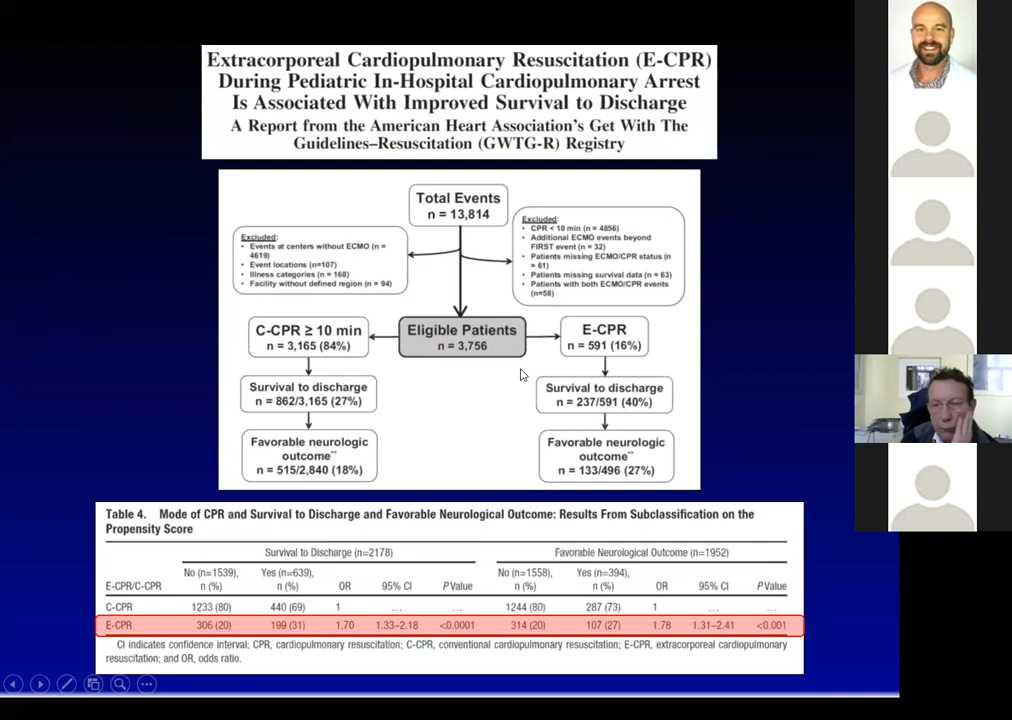 Extracorporeal Cardiopulmonary Resuscitation (E-CPR)
During Pediatric In-Hospital Cardiopulmonary Arrest
Is Associated With Improved Survival to Discharge
A Report from the American Heart Association's Get With The
Guidelines–Resuscitation (GWTG-R) Registry
Total Events
n = 13,814
Excluded:
• Events at centers without ECMO (n =
4619)
• Event locations (n=107)
• Illness categories (n = 168)
• Facility without defined region (n = 94)
Excluded:
• CPR < 10 min (n = 4856)
• Additional ECMO events beyond
FIRST event (n = 32)
• Patients missing ECMO/CPR status (n
= 61)
• Patients missing survival data (n = 63)
• Patients with both ECMO/CPR events
(n=58)
C-CPR ≥ 10 min
n = 3,165 (84%)
Eligible Patients
n = 3,756
E-CPR
n = 591 (16%)
Survival to discharge
n = 862/3,165 (27%)
Survival to discharge
n = 237/591 (40%)
Favorable neurologic
outcome**
n = 515/2,840 (18%)
Favorable neurologic
outcome**
n = 133/496 (27%)
Table 4. Mode of CPR and Survival to Discharge and Favorable Neurological Outcome: Results From Subclassification on the
Propensity Score
Survival to Discharge (n=2178) Favorable Neurological Outcome (n=1952)
E-CPR/C-CPR No (n=1539), n (%) Yes (n=639), n (%) OR 95% CI P Value No (n=1558), n (%) Yes (n=394), n (%) OR 95% CI P Value
C-CPR 1233 (80) 440 (69) 1 ... ... 1244 (80) 287 (73) 1 ... ...
E-CPR 306 (20) 199 (31) 1.70 1.33–2.18 <0.0001 314 (20) 107 (27) 1.78 1.31–2.41 <0.001
CI indicates confidence interval; CPR, cardiopulmonary resuscitation; C-CPR, conventional cardiopulmonary resuscitation; E-CPR, extracorporeal cardiopulmonary
resuscitation; and OR, odds ratio.